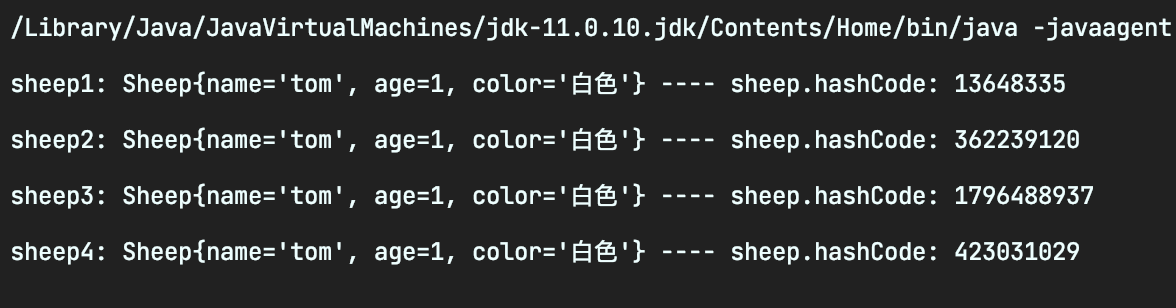 /Library/Java/JavaVirtualMachines/jdk-11.0.10.jdk/Contents/Home/bin/java -javaagent
sheep1: Sheep{name='tom', age=1, color='白色'} ---- sheep.hashCode: 13648335
sheep2: Sheep{name='tom', age=1, color='白色'} ---- sheep.hashCode: 362239120
sheep3: Sheep{name='tom', age=1, color='白色'} ---- sheep.hashCode: 1796488937
sheep4: Sheep{name='tom', age=1, color='白色'} ---- sheep.hashCode: 423031029